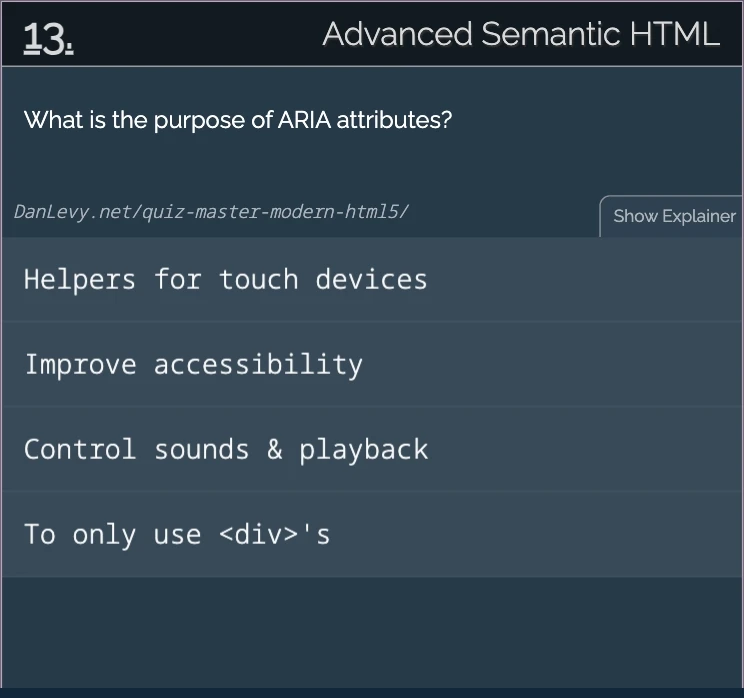 13.
Advanced Semantic HTML
What is the purpose of ARIA attributes?
DanLevy.net/quiz-master-modern-html5/
Show Explainer
Helpers for touch devices
Improve accessibility
Control sounds & playback
To only use <div>'s